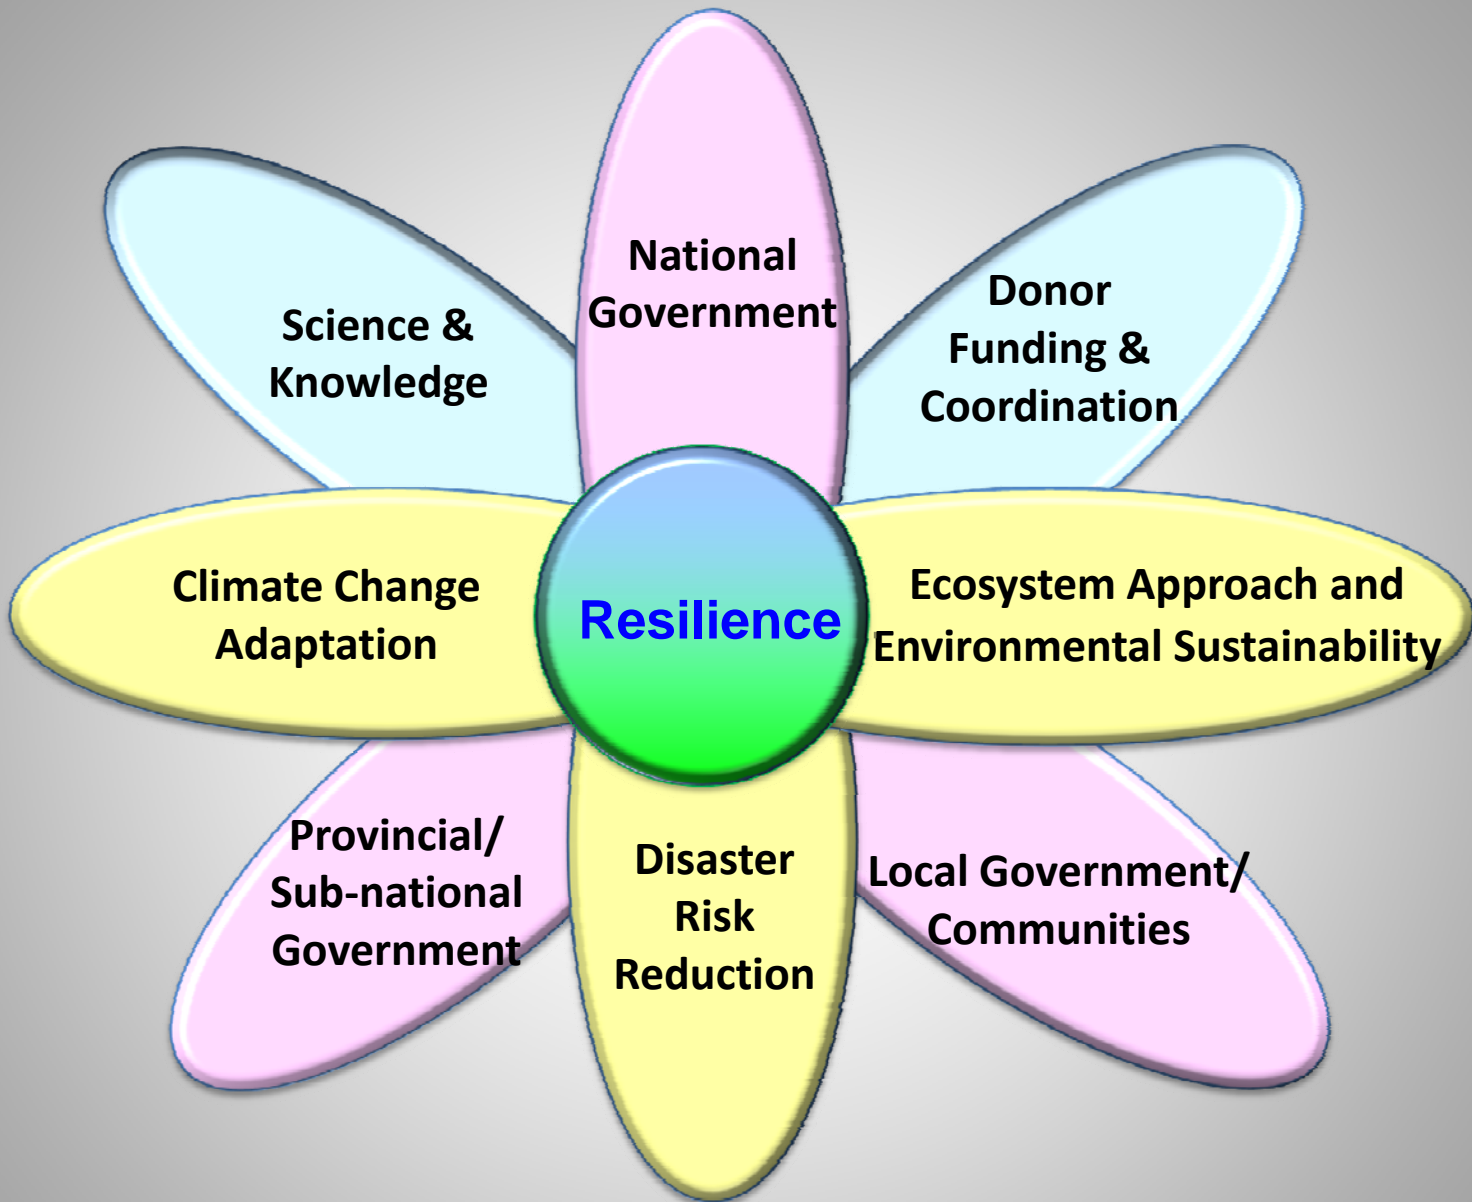 National
Government
Donor
Funding &
Coordination
Science &
Knowledge
Climate Change
Adaptation
Resilience
Ecosystem Approach and
Environmental Sustainability
Provincial/
Sub-national
Government
Disaster
Risk
Reduction
Local Government/
Communities